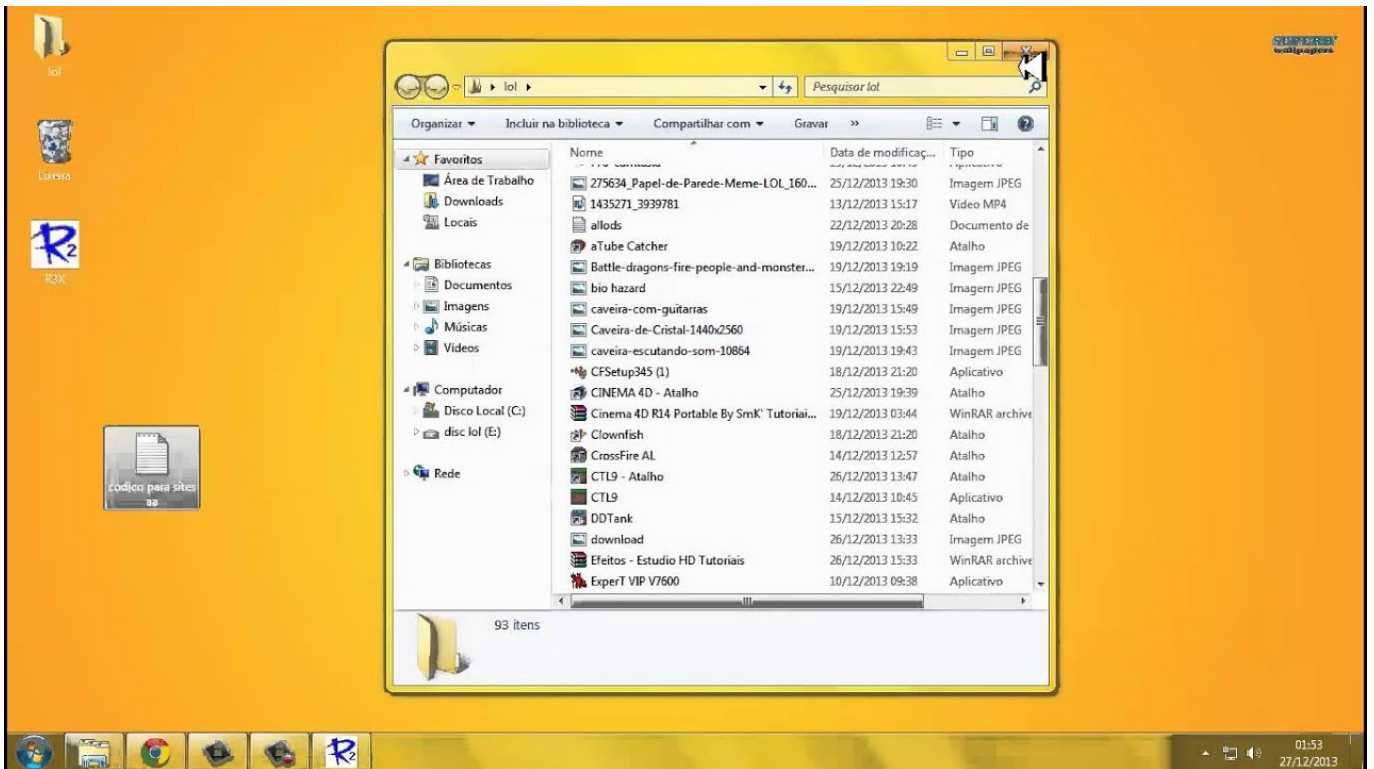 SUPERB
wallpapers
lol
Lixeira
R3X
codico para sites
aa
lol
Pesquisar lol
Organizar
Incluir na biblioteca
Compartilhar com
Gravar
»
Favoritos
Área de Trabalho
Downloads
Locais
Bibliotecas
Documentos
Imagens
Músicas
Vídeos
Computador
Disco Local (C:)
disc lol (E:)
Rede
Nome Data de modificaç... Tipo
275634_Papel-de-Parede-Meme-LOL_160... 25/12/2013 19:30 Imagem JPEG
1435271_3939781 13/12/2013 15:17 Vídeo MP4
allods 22/12/2013 20:28 Documento de
aTube Catcher 19/12/2013 10:22 Atalho
Battle-dragons-fire-people-and-monster... 19/12/2013 19:19 Imagem JPEG
bio hazard 15/12/2013 22:49 Imagem JPEG
caveira-com-guitarras 19/12/2013 15:49 Imagem JPEG
Caveira-de-Cristal-1440x2560 19/12/2013 15:53 Imagem JPEG
caveira-escutando-som-10864 19/12/2013 19:43 Imagem JPEG
CFSetup345 (1) 18/12/2013 21:20 Aplicativo
CINEMA 4D - Atalho 25/12/2013 19:39 Atalho
Cinema 4D R14 Portable By SmK' Tutoriai... 19/12/2013 03:44 WinRAR archive
Clownfish 18/12/2013 21:20 Atalho
CrossFire AL 14/12/2013 12:57 Atalho
CTL9 - Atalho 26/12/2013 13:47 Atalho
CTL9 14/12/2013 10:45 Aplicativo
DDTank 15/12/2013 15:32 Atalho
download 26/12/2013 13:33 Imagem JPEG
Efeitos - Estudio HD Tutoriais 26/12/2013 15:33 WinRAR archive
ExperT VIP V7600 10/12/2013 09:38 Aplicativo
93 itens
01:53
27/12/2013